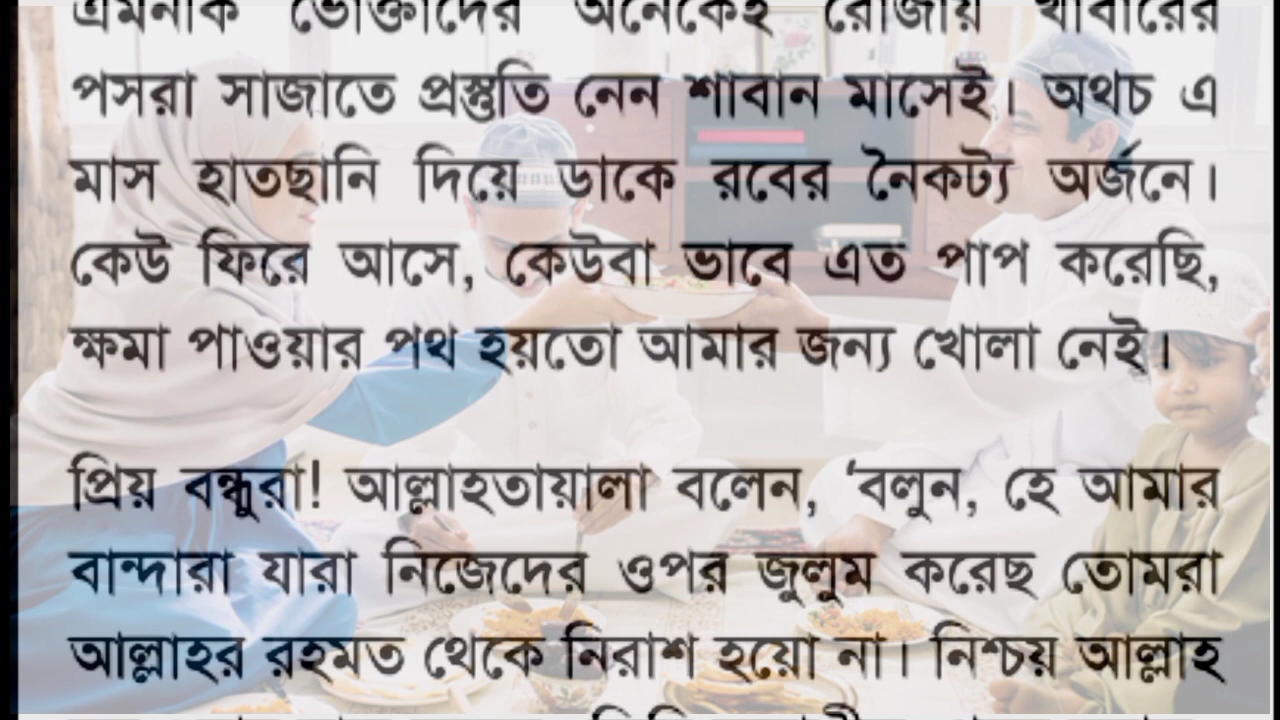 এমনকি ভোক্তাদের অনেকেই রোজায় খাবারের
পসরা সাজাতে প্রস্তুতি নেন শাবান মাসেই। অথচ এ
মাস হাতছানি দিয়ে ডাকে রবের নৈকট্য অর্জনে।
কেউ ফিরে আসে, কেউবা ভাবে এত পাপ করেছি,
ক্ষমা পাওয়ার পথ হয়তো আমার জন্য খোলা নেই।
প্রিয় বন্ধুরা! আল্লাহতায়ালা বলেন, ‘বলুন, হে আমার
বান্দারা যারা নিজেদের ওপর জুলুম করেছ তোমরা
আল্লাহর রহমত থেকে নিরাশ হয়ো না। নিশ্চয় আল্লাহ